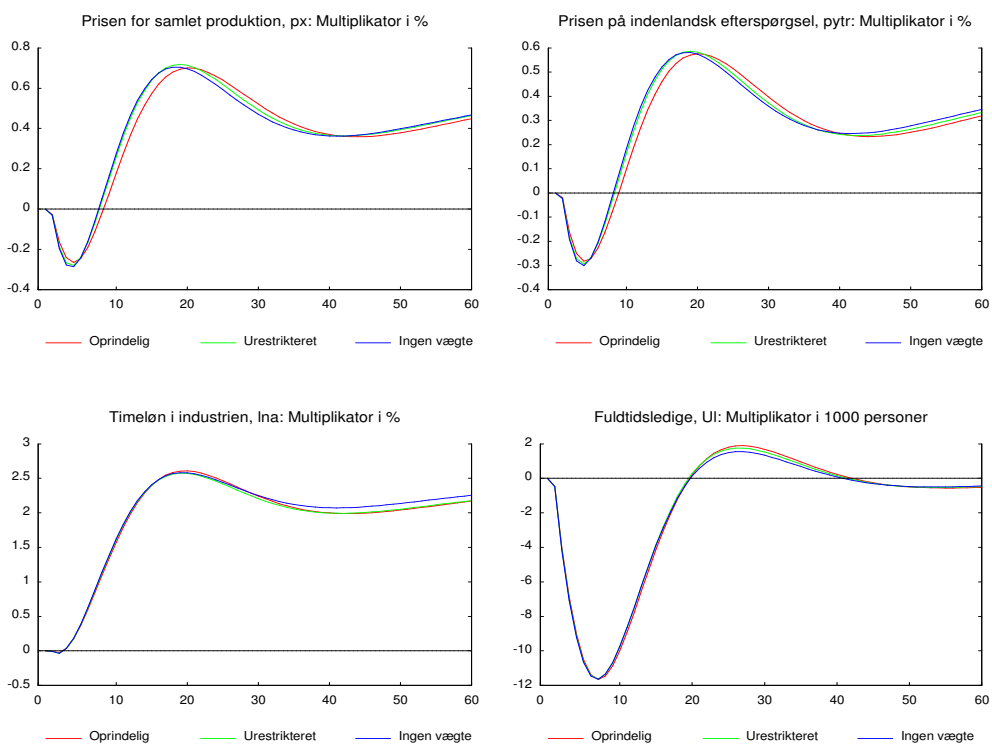 Prisen for samlet produktion, px: Multiplikator i %
0.8
0.6
0.4
0.2
0
-0.2
-0.4
0 10 20 30 40 50 60
Oprindelig Urestrikteret Ingen vægte
Prisen på indenlandsk efterspørgsel, pytr: Multiplikator i %
0.6
0.5
0.4
0.3
0.2
0.1
0
-0.1
-0.2
-0.3
-0.4
0 10 20 30 40 50 60
Oprindelig Urestrikteret Ingen vægte
Timeløn i industrien, lna: Multiplikator i %
3
2.5
2
1.5
1
0.5
0
-0.5
0 10 20 30 40 50 60
Oprindelig Urestrikteret Ingen vægte
Fuldtidsledige, Ul: Multiplikator i 1000 personer
2
0
-2
-4
-6
-8
-10
-12
0 10 20 30 40 50 60
Oprindelig Urestrikteret Ingen vægte